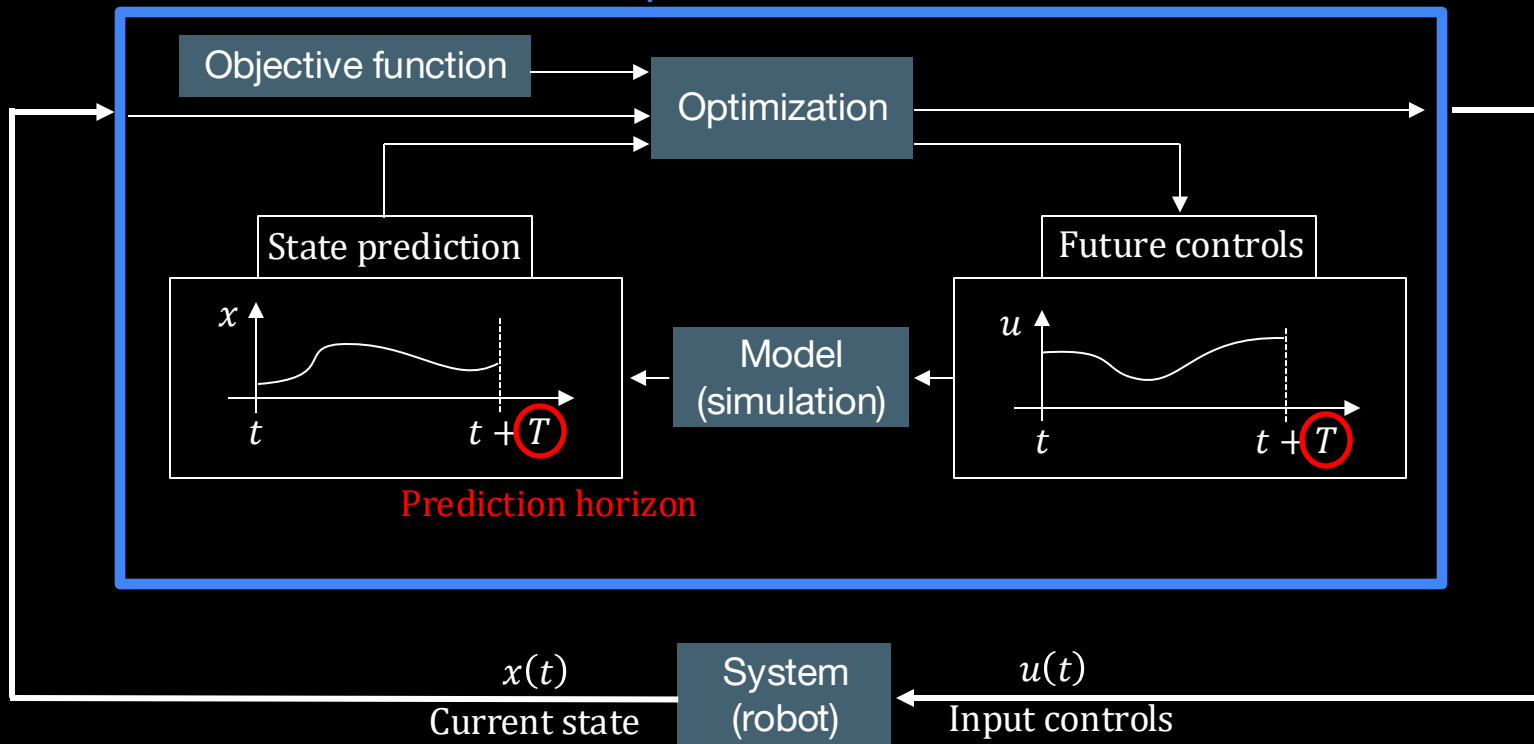 Objective function
Optimization
State prediction
Future controls
x
t
t + T
Model
(simulation)
u
t
t + T
Prediction horizon
x(t)
Current state
System
(robot)
u(t)
Input controls